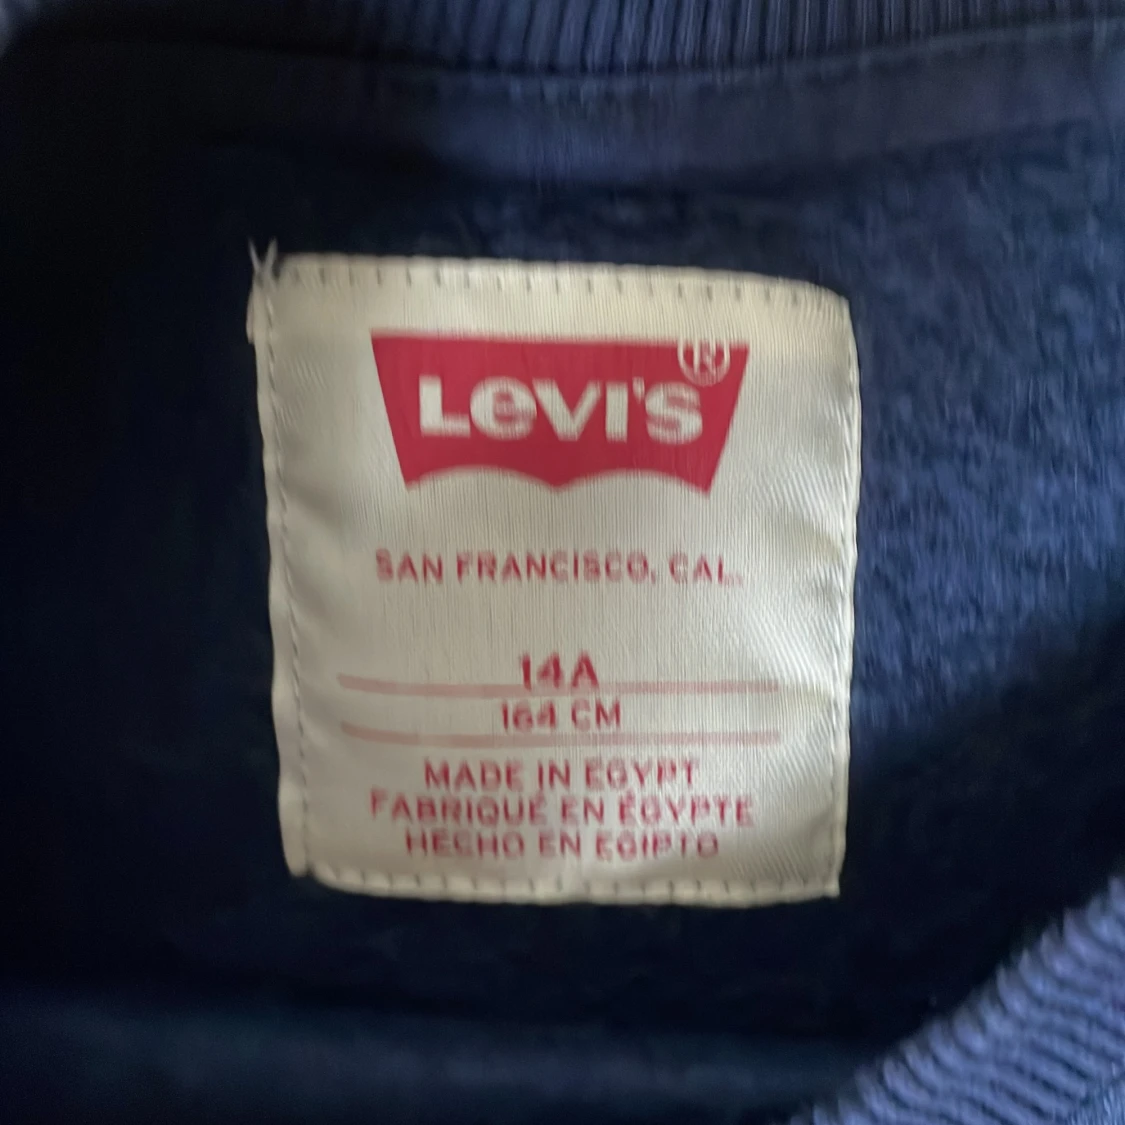 LEVI'S®
SAN FRANCISCO, CAL.
14A
164 CM
MADE IN EGYPT
FABRIQUÉ EN ÉGYPTE
HECHO EN EGIPTO